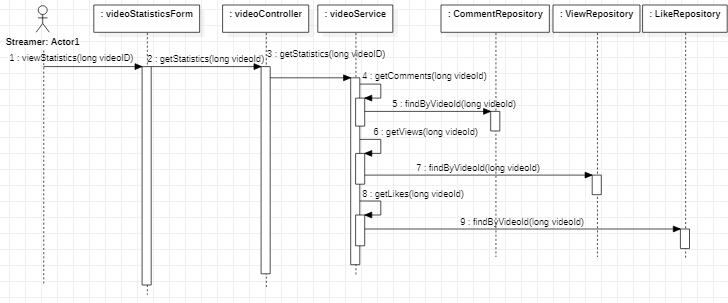 : videoStatisticsForm
: videoController
: videoService
: CommentRepository
: ViewRepository
: LikeRepository
Streamer: Actor1
1 : viewStatistics(long videoID)
2 : getStatistics(long videoId)
3 : getStatistics(long videoID)
4 : getComments(long videoId)
5 : findByVideoId(long videoId)
6 : getViews(long videoId)
7 : findByVideoId(long videoId)
8 : getLikes(long videoId)
9 : findByVideoId(long videoId)